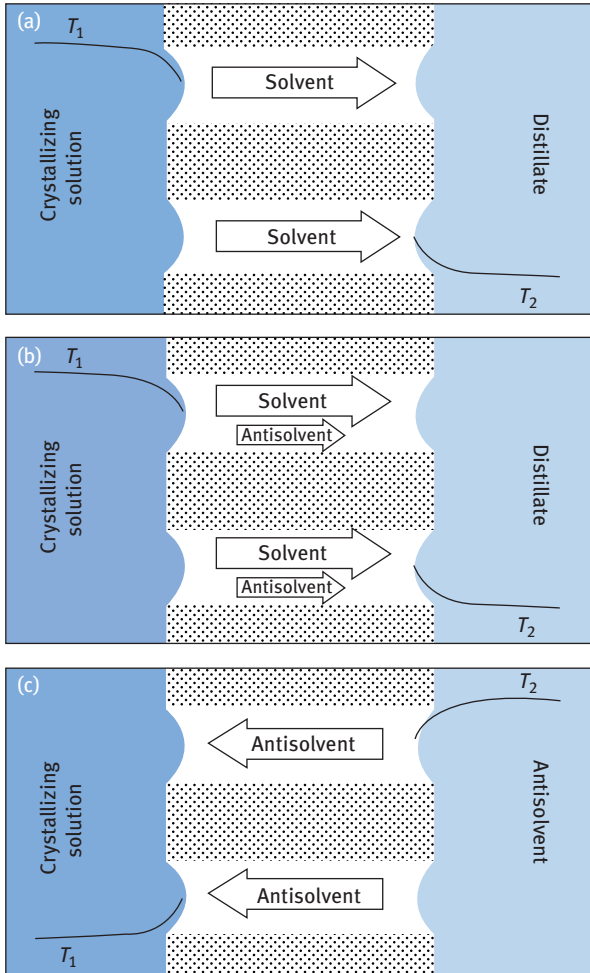 (a)
T1
Solvent
Crystallizing
solution
Distillate
Solvent
T2
(b)
T1
Solvent
Antisolvent
Crystallizing
solution
Distillate
Solvent
Antisolvent
T2
(c)
T2
Antisolvent
Crystallizing
solution
Antisolvent
Antisolvent
T1